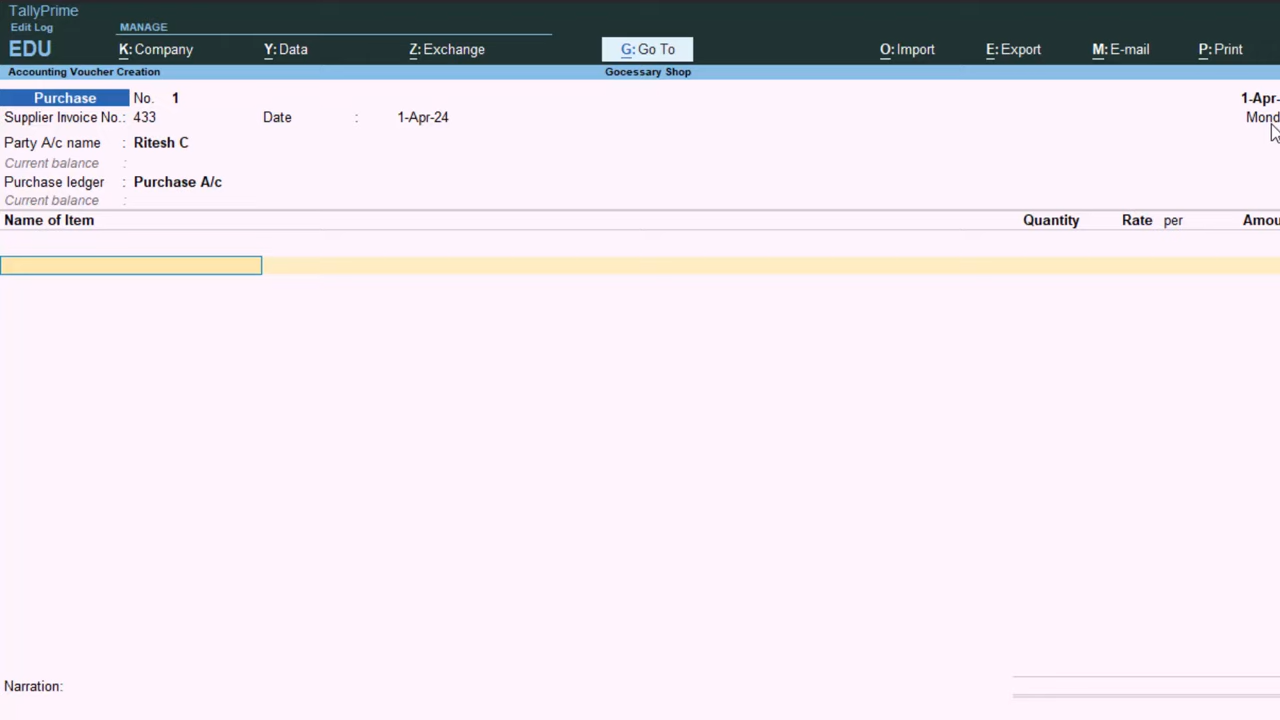 TallyPrime
Edit Log
MANAGE
EDU K: Company Y: Data Z: Exchange G: Go To O: Import E: Export M: E-mail P: Print
Accounting Voucher Creation Gocessary Shop
Purchase No. 1 1-Apr-
Supplier Invoice No.: 433 Date : 1-Apr-24 Mond
Party A/c name : Ritesh C
Current balance :
Purchase ledger : Purchase A/c
Current balance :
Name of Item Quantity Rate per Amou
Narration: